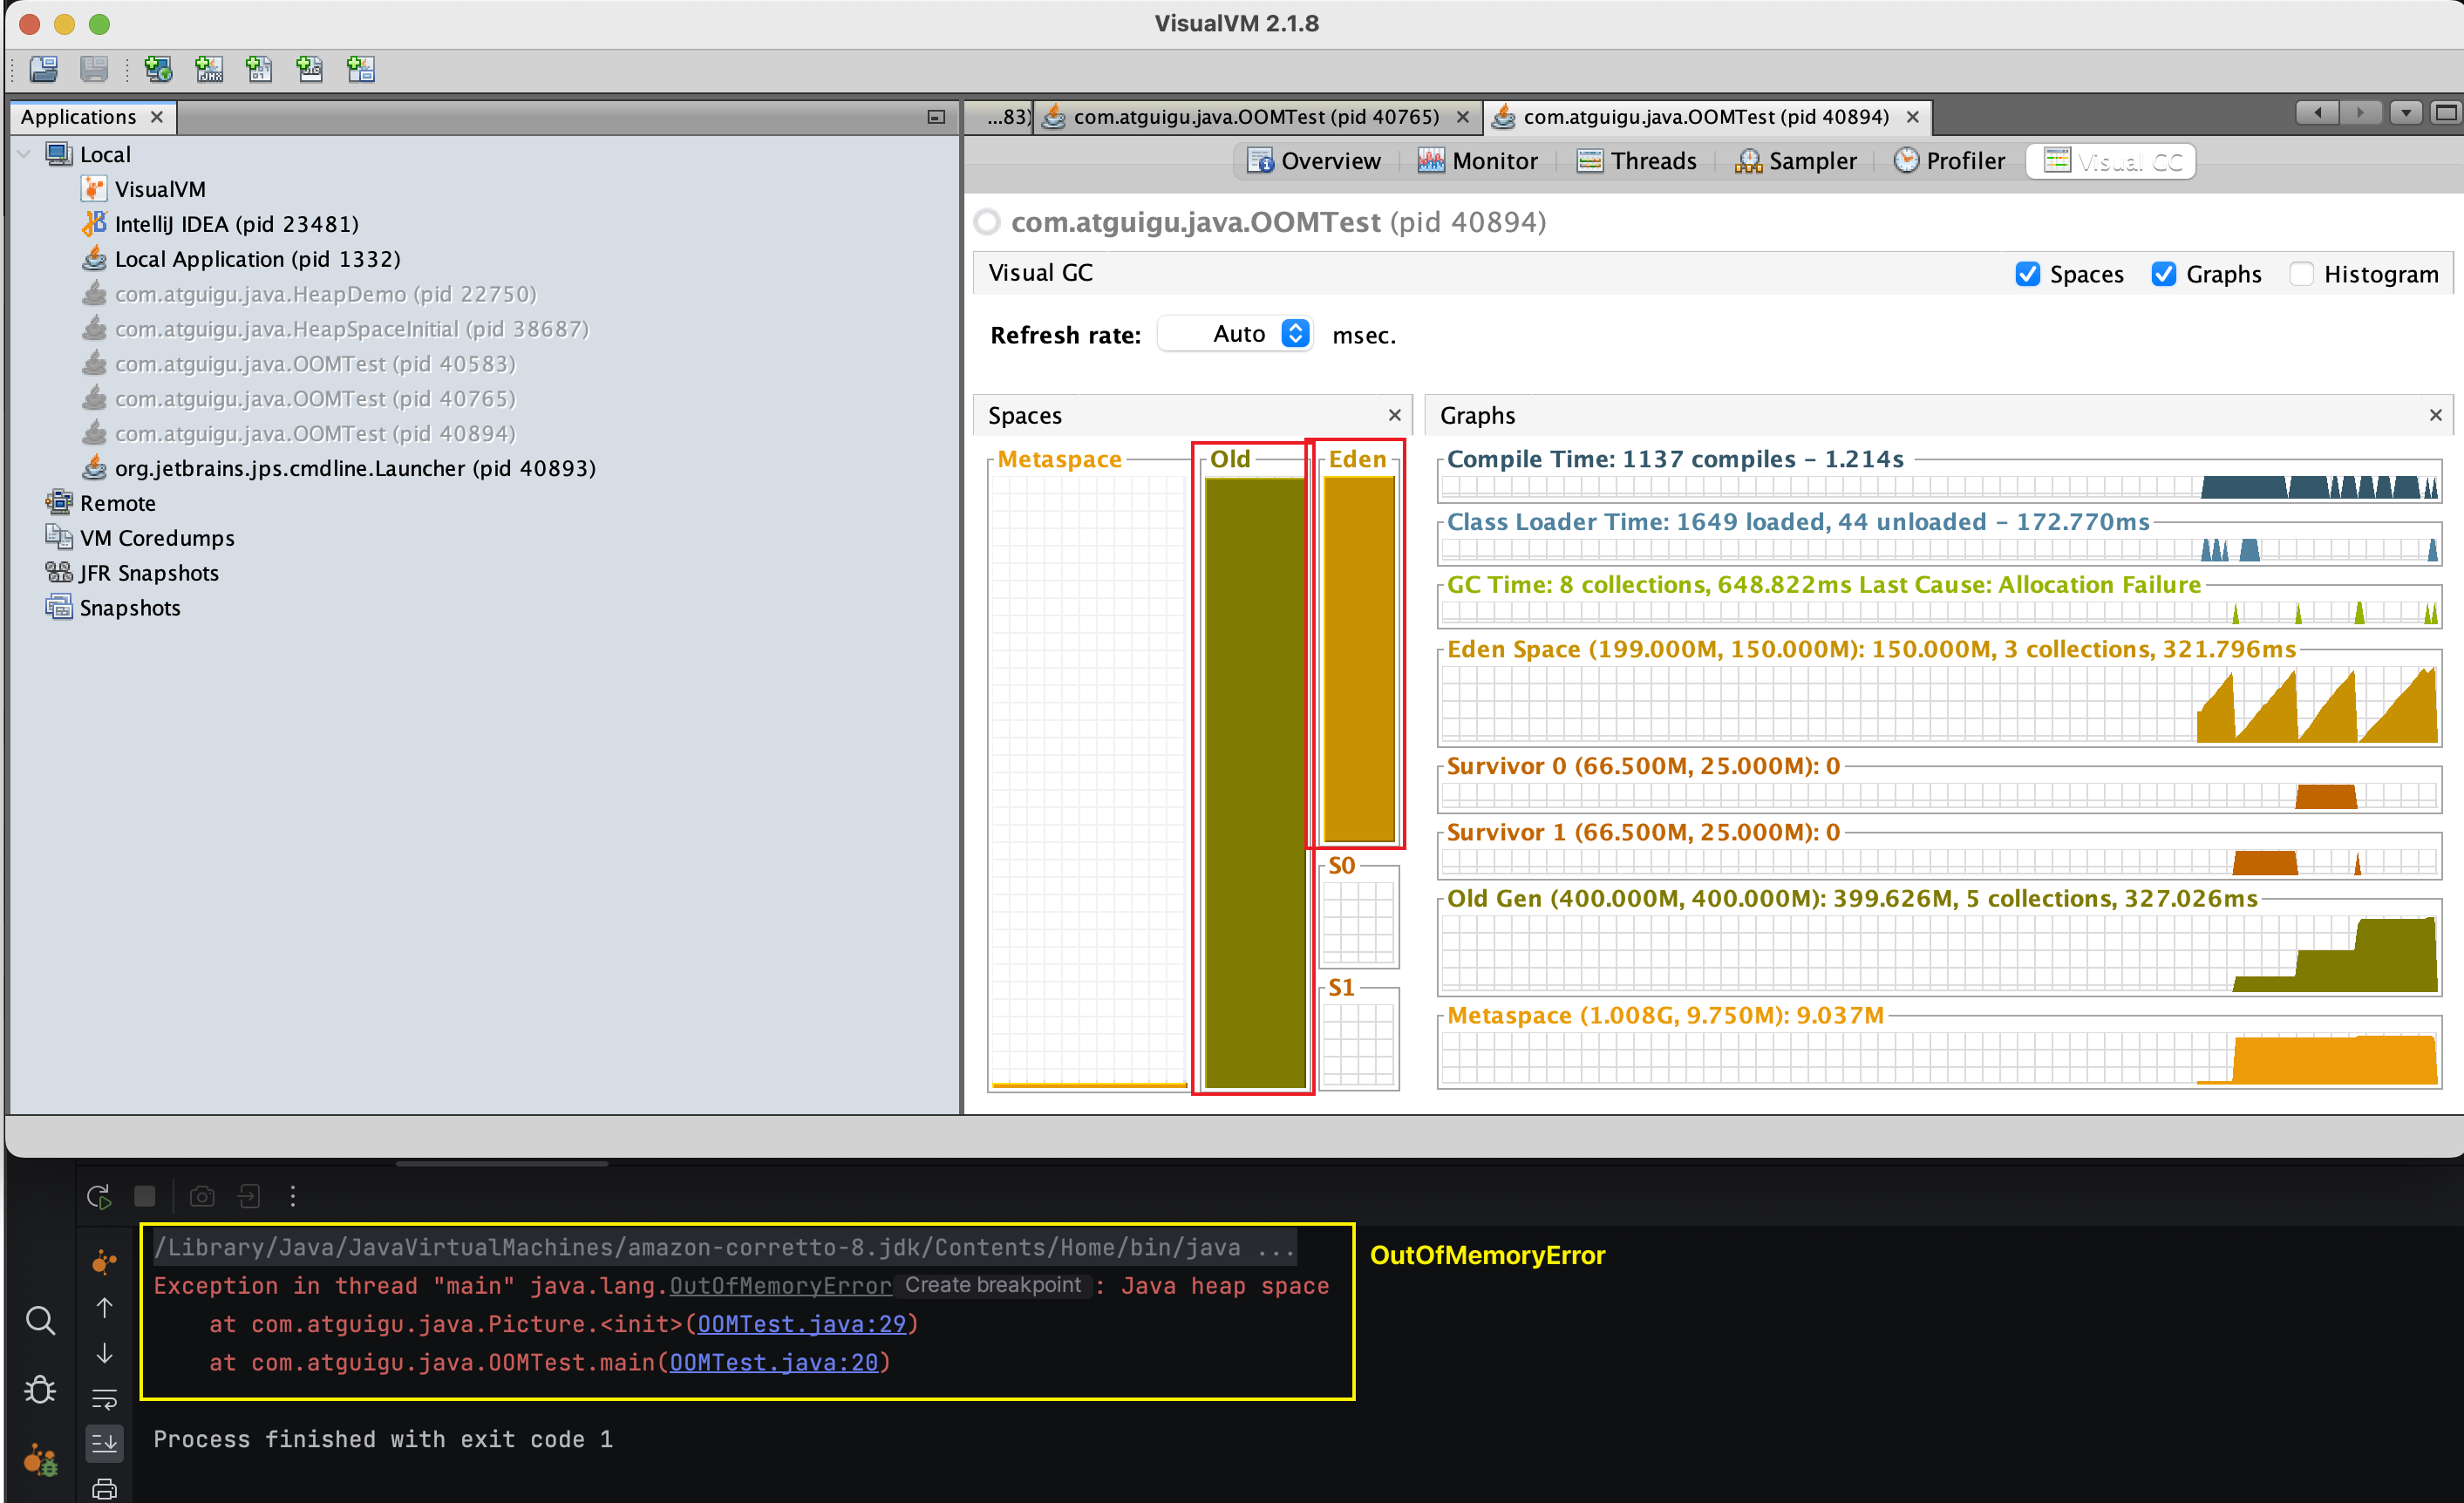 VisualVM 2.1.8
Applications
...83)
com.atguigu.java.OOMTest (pid 40765)
com.atguigu.java.OOMTest (pid 40894)
Local
VisualVM
IntelliJ IDEA (pid 23481)
Local Application (pid 1332)
com.atguigu.java.HeapDemo (pid 22750)
com.atguigu.java.HeapSpaceInitial (pid 38687)
com.atguigu.java.OOMTest (pid 40583)
com.atguigu.java.OOMTest (pid 40765)
com.atguigu.java.OOMTest (pid 40894)
org.jetbrains.jps.cmdline.Launcher (pid 40893)
Remote
VM Coredumps
JFR Snapshots
Snapshots
Overview
Monitor
Threads
Sampler
Profiler
Visual GC
com.atguigu.java.OOMTest (pid 40894)
Visual GC
Spaces
Graphs
Histogram
Refresh rate:
Auto
msec.
Spaces
Metaspace
Old
Eden
S0
S1
Graphs
Compile Time: 1137 compiles - 1.214s
Class Loader Time: 1649 loaded, 44 unloaded - 172.770ms
GC Time: 8 collections, 648.822ms Last Cause: Allocation Failure
Eden Space (199.000M, 150.000M): 150.000M, 3 collections, 321.796ms
Survivor 0 (66.500M, 25.000M): 0
Survivor 1 (66.500M, 25.000M): 0
Old Gen (400.000M, 400.000M): 399.626M, 5 collections, 327.026ms
Metaspace (1.008G, 9.750M): 9.037M
/Library/Java/JavaVirtualMachines/amazon-corretto-8.jdk/Contents/Home/bin/java ...
Exception in thread "main" java.lang.OutOfMemoryError Create breakpoint : Java heap space
at com.atguigu.java.Picture.<init>(OOMTest.java:29)
at com.atguigu.java.OOMTest.main(OOMTest.java:20)
OutOfMemoryError
Process finished with exit code 1